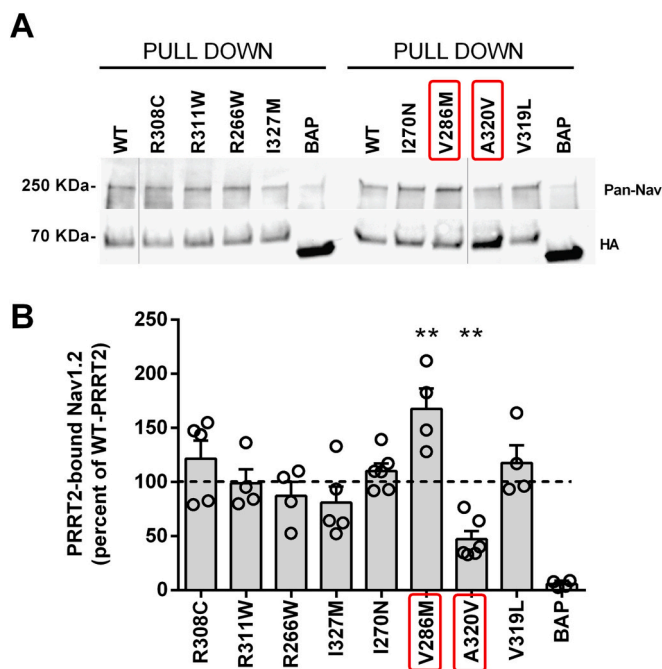 A
PULL DOWN PULL DOWN
WT R308C R311W R266W I327M BAP WT I270N V286M A320V V319L BAP
250 KDa- Pan-Nav
70 KDa- HA
B
PRRT2-bound Nav1.2
(percent of WT-PRRT2)
250
200
150
100
50
0
** **
R308C R311W R266W I327M I270N V286M A320V V319L BAP